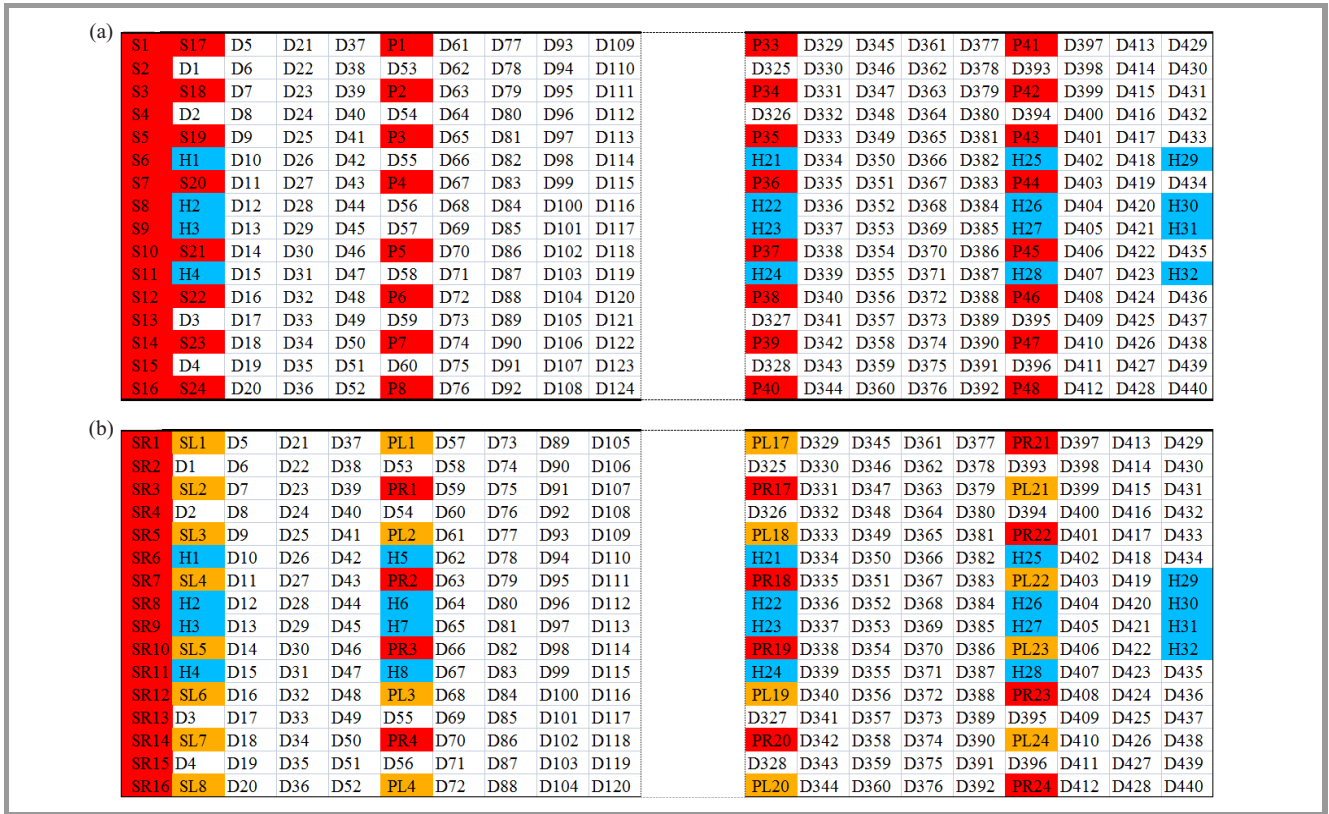 (a)
S1 S17 D5 D21 D37 P1 D61 D77 D93 D109 P33 D329 D345 D361 D377 P41 D397 D413 D429
S2 D1 D6 D22 D38 D53 D62 D78 D94 D110 D325 D330 D346 D362 D378 D393 D398 D414 D430
S3 S18 D7 D23 D39 P2 D63 D79 D95 D111 P34 D331 D347 D363 D379 P42 D399 D415 D431
S4 D2 D8 D24 D40 D54 D64 D80 D96 D112 D326 D332 D348 D364 D380 D394 D400 D416 D432
S5 S19 D9 D25 D41 P3 D65 D81 D97 D113 P35 D333 D349 D365 D381 P43 D401 D417 D433
S6 H1 D10 D26 D42 D55 D66 D82 D98 D114 H21 D334 D350 D366 D382 H25 D402 D418 H29
S7 S20 D11 D27 D43 P4 D67 D83 D99 D115 P36 D335 D351 D367 D383 P44 D403 D419 D434
S8 H2 D12 D28 D44 D56 D68 D84 D100 D116 H22 D336 D352 D368 D384 H26 D404 D420 H30
S9 H3 D13 D29 D45 D57 D69 D85 D101 D117 H23 D337 D353 D369 D385 H27 D405 D421 H31
S10 S21 D14 D30 D46 P5 D70 D86 D102 D118 P37 D338 D354 D370 D386 P45 D406 D422 D435
S11 H4 D15 D31 D47 D58 D71 D87 D103 D119 H24 D339 D355 D371 D387 H28 D407 D423 H32
S12 S22 D16 D32 D48 P6 D72 D88 D104 D120 P38 D340 D356 D372 D388 P46 D408 D424 D436
S13 D3 D17 D33 D49 D59 D73 D89 D105 D121 D327 D341 D357 D373 D389 D395 D409 D425 D437
S14 S23 D18 D34 D50 P7 D74 D90 D106 D122 P39 D342 D358 D374 D390 P47 D410 D426 D438
S15 D4 D19 D35 D51 D60 D75 D91 D107 D123 D328 D343 D359 D375 D391 D396 D411 D427 D439
S16 S24 D20 D36 D52 P8 D76 D92 D108 D124 P40 D344 D360 D376 D392 P48 D412 D428 D440
(b)
SR1 SL1 D5 D21 D37 PL1 D57 D73 D89 D105 PL17 D329 D345 D361 D377 PR21 D397 D413 D429
SR2 D1 D6 D22 D38 D53 D58 D74 D90 D106 D325 D330 D346 D362 D378 D393 D398 D414 D430
SR3 SL2 D7 D23 D39 PR1 D59 D75 D91 D107 PR17 D331 D347 D363 D379 PL21 D399 D415 D431
SR4 D2 D8 D24 D40 D54 D60 D76 D92 D108 D326 D332 D348 D364 D380 D394 D400 D416 D432
SR5 SL3 D9 D25 D41 PL2 D61 D77 D93 D109 PL18 D333 D349 D365 D381 PR22 D401 D417 D433
SR6 H1 D10 D26 D42 H5 D62 D78 D94 D110 H21 D334 D350 D366 D382 H25 D402 D418 D434
SR7 SL4 D11 D27 D43 PR2 D63 D79 D95 D111 PR18 D335 D351 D367 D383 PL22 D403 D419 H29
SR8 H2 D12 D28 D44 H6 D64 D80 D96 D112 H22 D336 D352 D368 D384 H26 D404 D420 H30
SR9 H3 D13 D29 D45 H7 D65 D81 D97 D113 H23 D337 D353 D369 D385 H27 D405 D421 H31
SR10 SL5 D14 D30 D46 PR3 D66 D82 D98 D114 PR19 D338 D354 D370 D386 PL23 D406 D422 H32
SR11 H4 D15 D31 D47 H8 D67 D83 D99 D115 H24 D339 D355 D371 D387 H28 D407 D423 D435
SR12 SL6 D16 D32 D48 PL3 D68 D84 D100 D116 PL19 D340 D356 D372 D388 PR23 D408 D424 D436
SR13 D3 D17 D33 D49 D55 D69 D85 D101 D117 D327 D341 D357 D373 D389 D395 D409 D425 D437
SR14 SL7 D18 D34 D50 PR4 D70 D86 D102 D118 PR20 D342 D358 D374 D390 PL24 D410 D426 D438
SR15 D4 D19 D35 D51 D56 D71 D87 D103 D119 D328 D343 D359 D375 D391 D396 D411 D427 D439
SR16 SL8 D20 D36 D52 PL4 D72 D88 D104 D120 PL20 D344 D360 D376 D392 PR24 D412 D428 D440